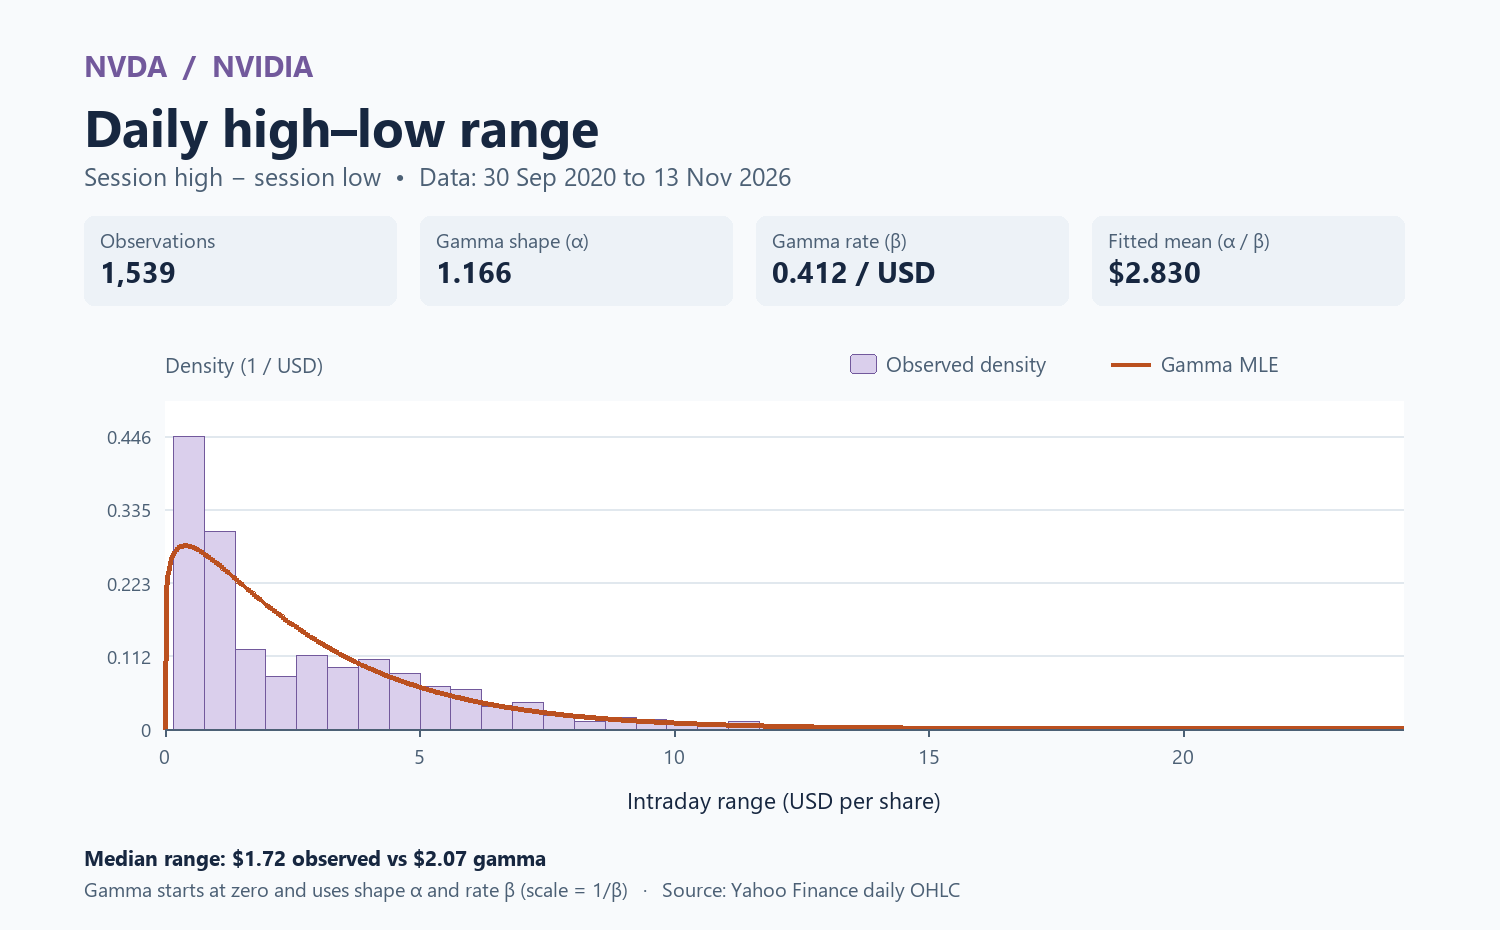 NVDA / NVIDIA
Daily high–low range
Session high − session low • Data: 30 Sep 2020 to 13 Nov 2026
Observations
1,539
Gamma shape (α)
1.166
Gamma rate (β)
0.412 / USD
Fitted mean (α / β)
$2.830
Density (1 / USD)
Observed density
Gamma MLE
0.446
0.335
0.223
0.112
0
0 5 10 15 20
Intraday range (USD per share)
Median range: $1.72 observed vs $2.07 gamma
Gamma starts at zero and uses shape α and rate β (scale = 1/β) · Source: Yahoo Finance daily OHLC